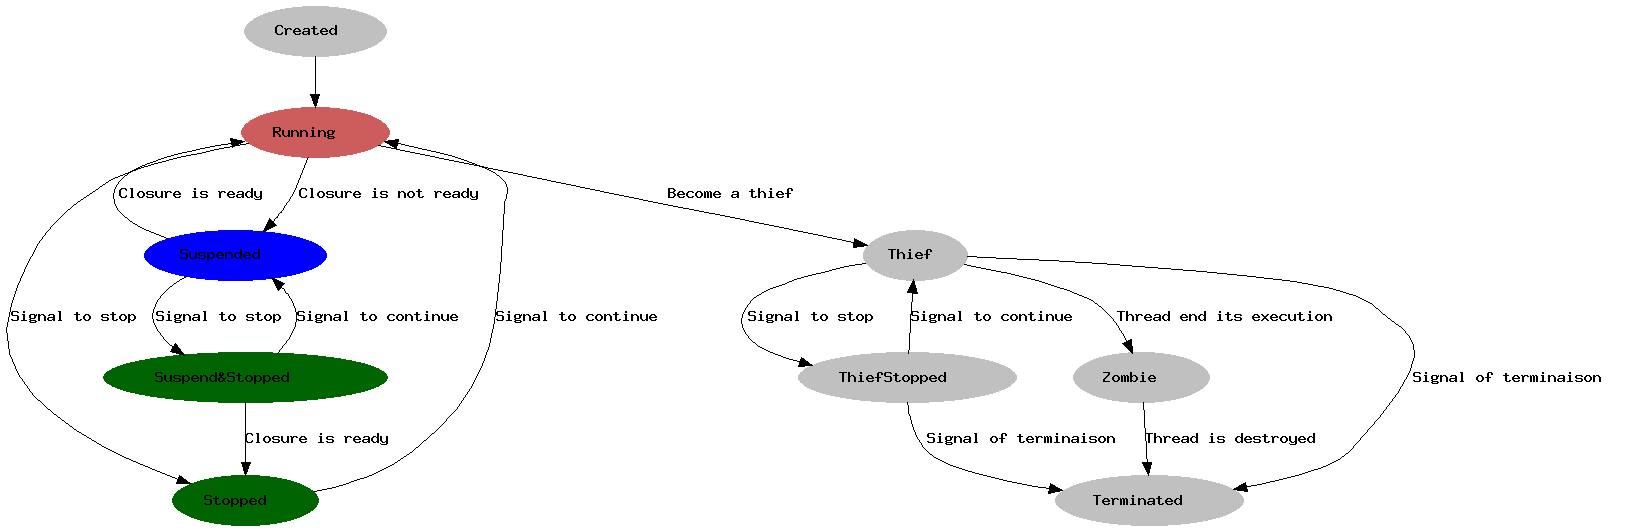 Created
Running
Closure is ready
Closure is not ready
Become a thief
Suspended
Thief
Signal to stop
Signal to stop
Signal to continue
Signal to continue
Signal to stop
Signal to continue
Thread end its execution
Suspend&Stopped
ThiefStopped
Zombie
Signal of terminaison
Closure is ready
Signal of terminaison
Thread is destroyed
Stopped
Terminated